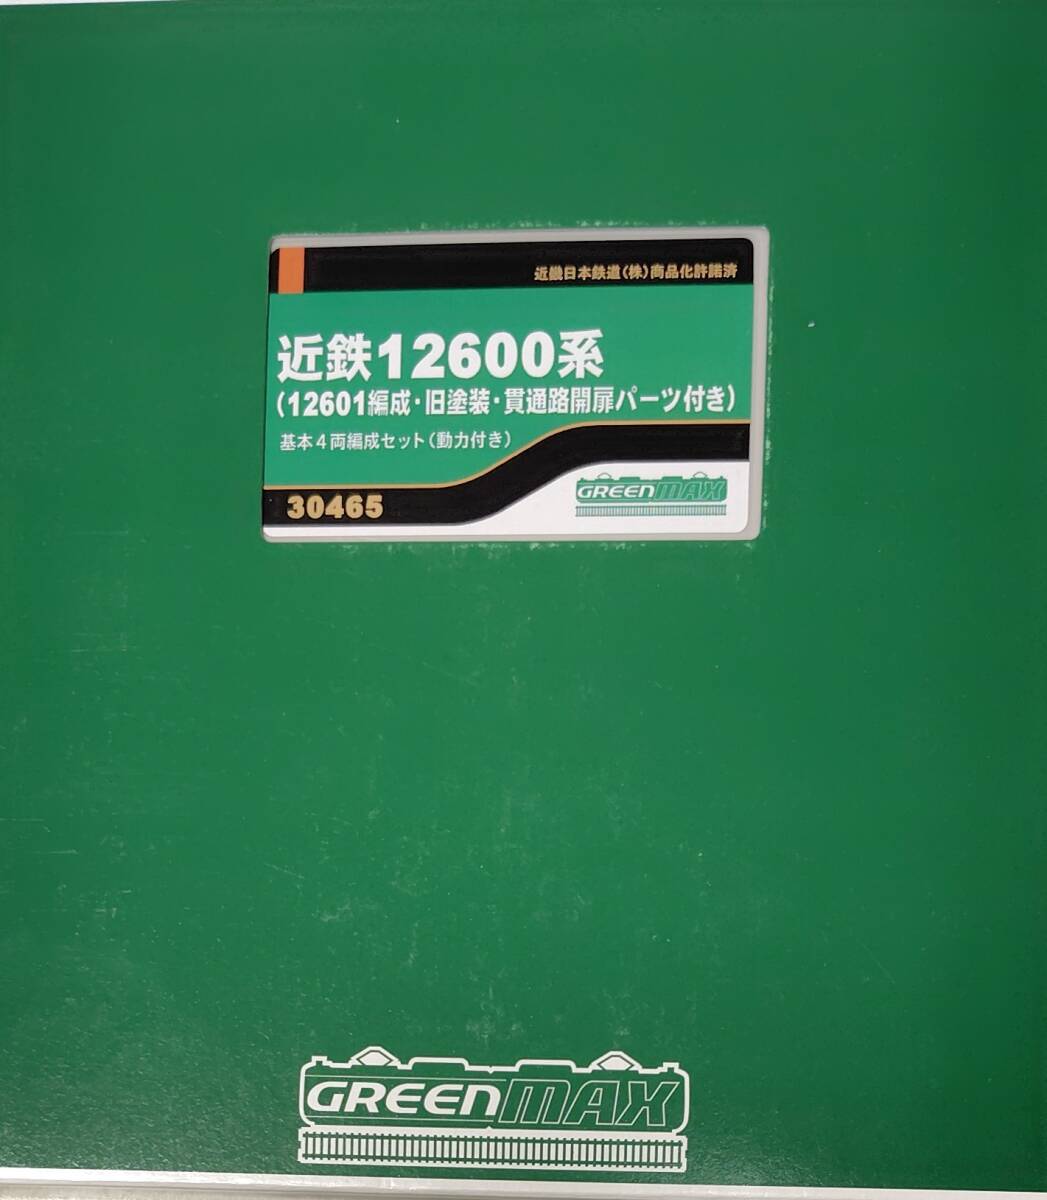 近畿日本鉄道(株)商品化許諾済
近鉄12600系
(12601編成・旧塗装・貫通路開扉パーツ付き)
基本4両編成セット(動力付き)
30465
GREENMAX
GREENMAX